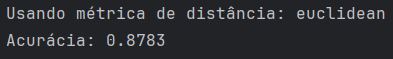 Usando métrica de distância: euclidean
Acurácia: 0.8783